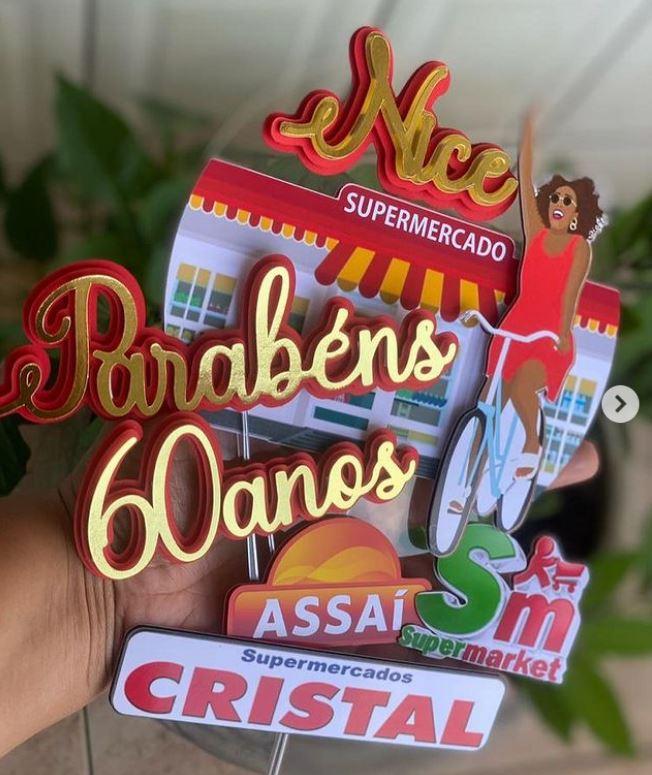 Nice
SUPERMERCADO
Parabéns
60anos
ASSAÍ
Sm
Supermarket
Supermercados
CRISTAL